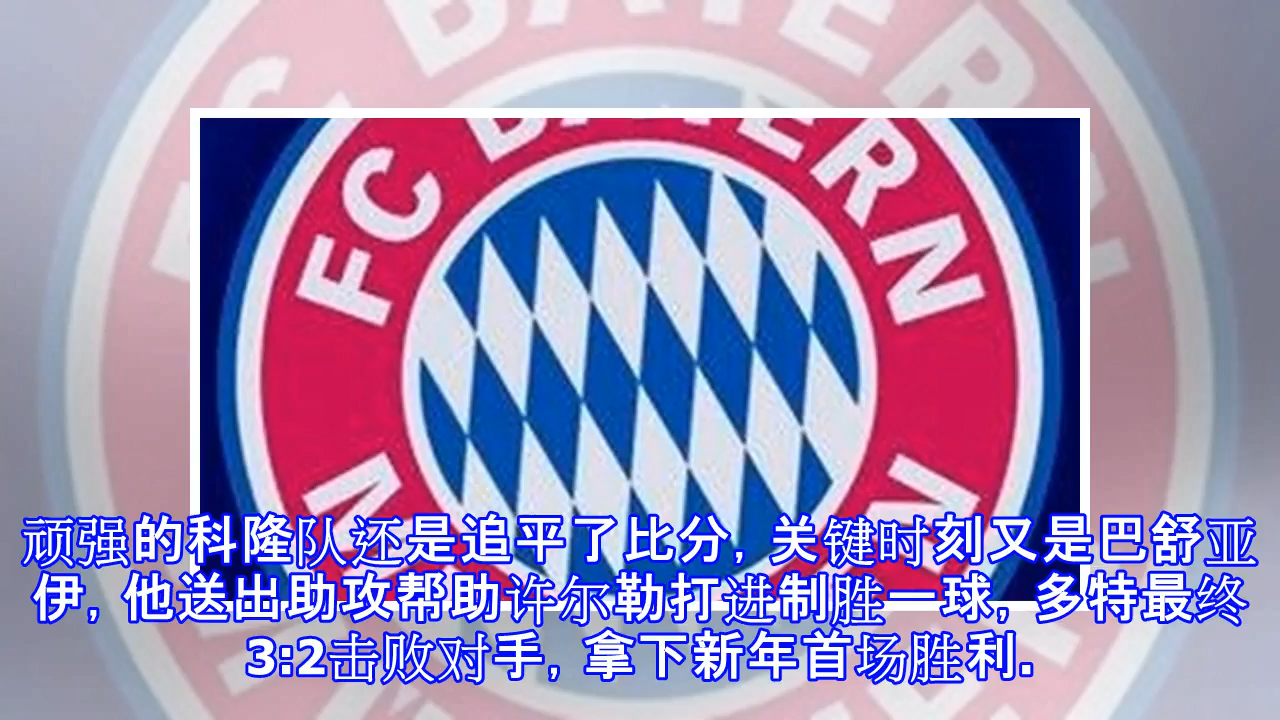 FC BAYERN
顽强的科隆队还是追平了比分, 关键时刻又是巴舒亚
伊, 他送出助攻帮助许尔勒打进制胜一球, 多特最终
3:2击败对手, 拿下新年首场胜利.